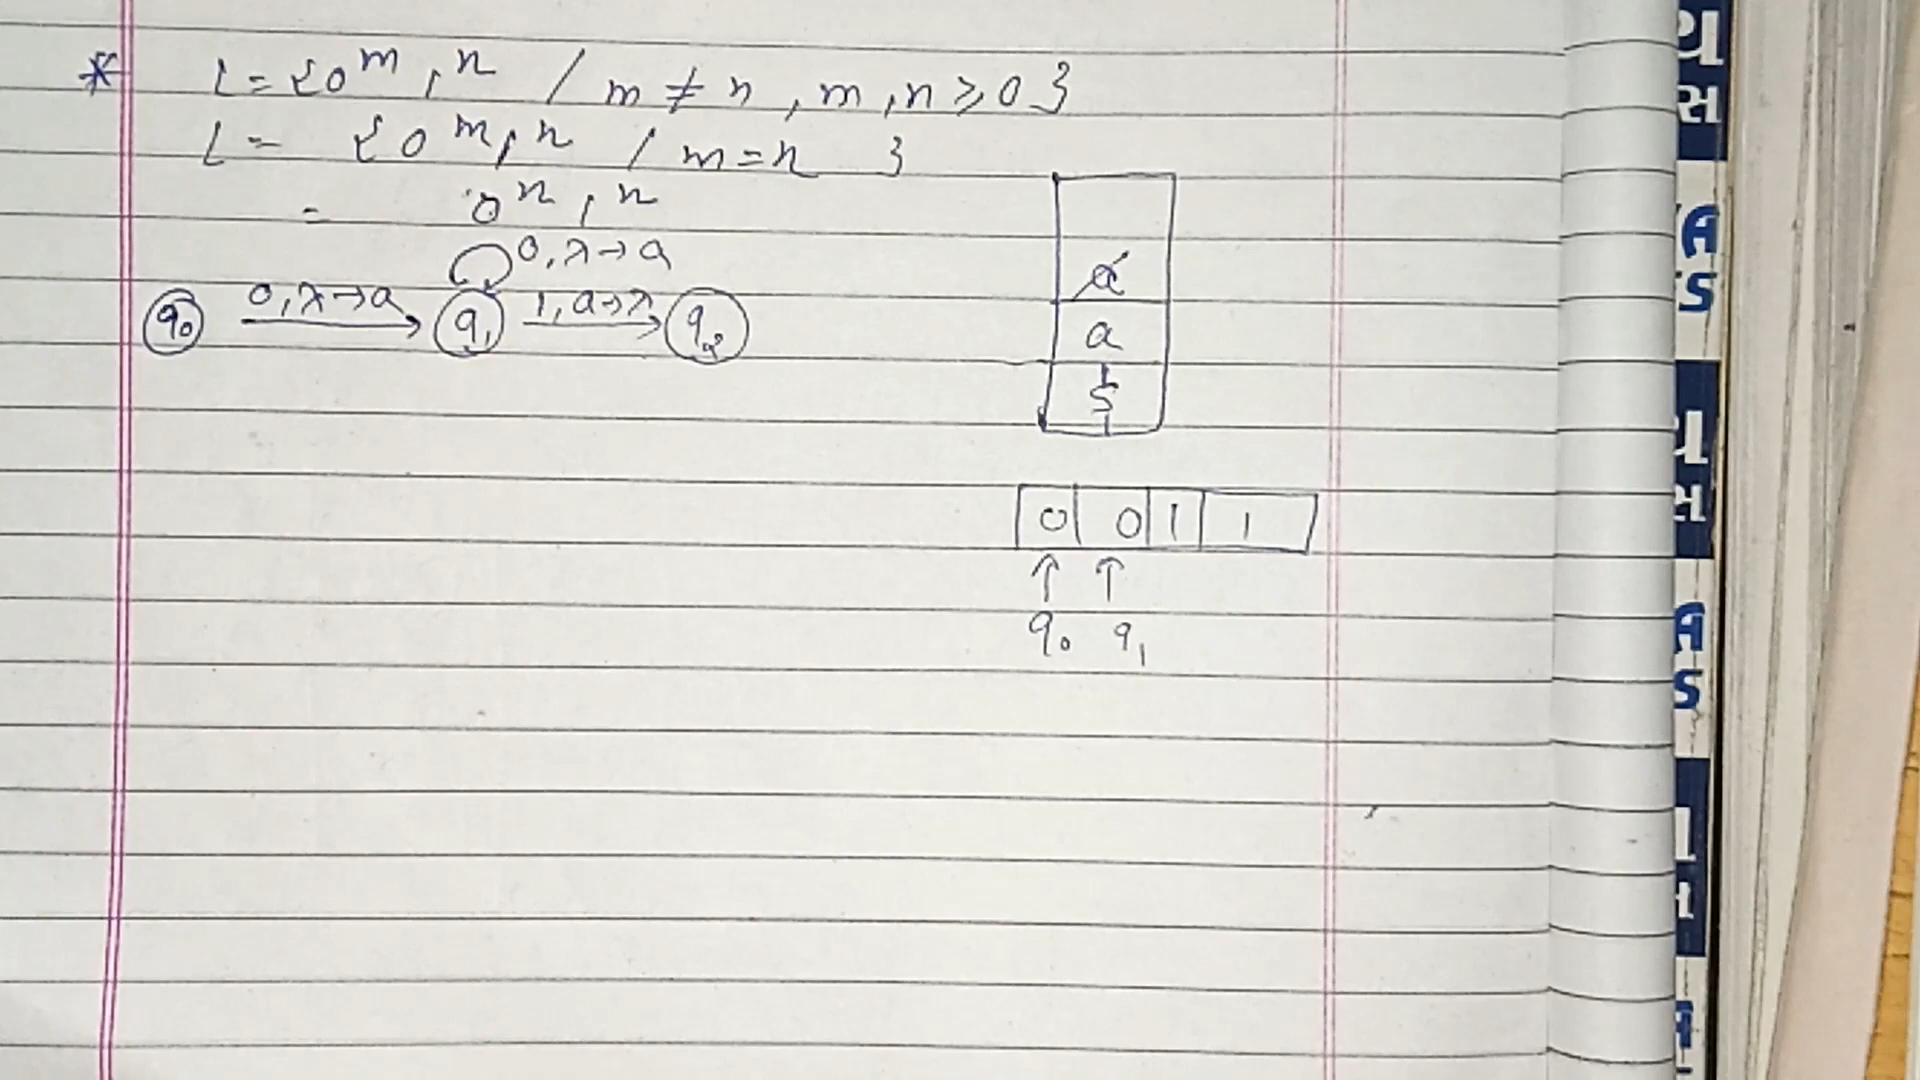 * L = {0^m 1^n / m ≠ n, m, n ≥ 0}
L = {0^m 1^n / m = n }
= 0^n 1^n
0, λ → a
q0 0, λ → a q1 1, a → λ q2
a
a
$
0 0 1 1
↑ ↑
q0 q1